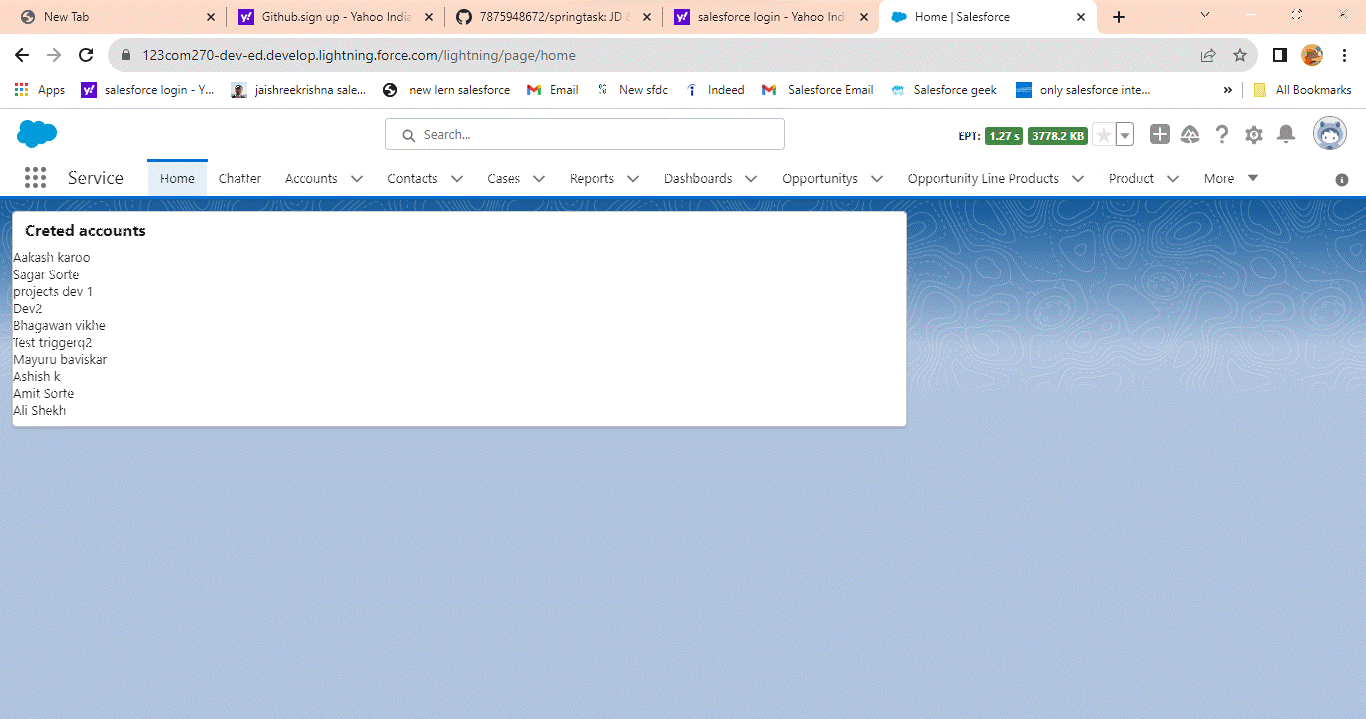 New Tab
Github.sign up - Yahoo India
7875948672/springtask: JD &
salesforce login - Yahoo Indi
Home | Salesforce
123com270-dev-ed.develop.lightning.force.com/lightning/page/home
Apps
salesforce login - Y...
jaishreekrishna sale...
new lern salesforce
Email
New sfdc
Indeed
Salesforce Email
Salesforce geek
only salesforce inte...
»
All Bookmarks
Search...
EPT: 1.27 s 3778.2 KB
Service
Home
Chatter
Accounts
Contacts
Cases
Reports
Dashboards
Opportunitys
Opportunity Line Products
Product
More
Creted accounts
Aakash karoo
Sagar Sorte
projects dev 1
Dev2
Bhagawan vikhe
Test triggerq2
Mayuru baviskar
Ashish k
Amit Sorte
Ali Shekh